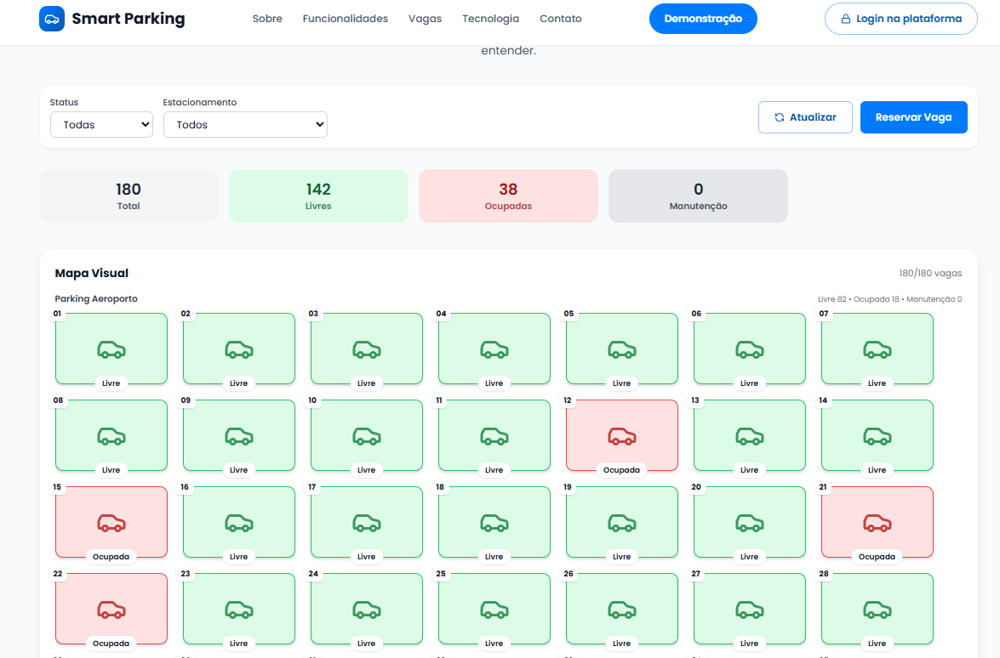 Smart Parking Sobre Funcionalidades Vagas Tecnologia Contato Demonstração Login na plataforma
entender.
Status Estacionamento
Todas Todos Atualizar Reservar Vaga
180 142 38 0
Total Livres Ocupadas Manutenção
Mapa Visual 180/180 vagas
Parking Aeroporto Livre 82 • Ocupada 18 • Manutenção 0
01 02 03 04 05 06 07
Livre Livre Livre Livre Livre Livre Livre
08 09 10 11 12 13 14
Livre Livre Livre Livre Ocupada Livre Livre
15 16 17 18 19 20 21
Ocupada Livre Livre Livre Livre Livre Ocupada
22 23 24 25 26 27 28
Ocupada Livre Livre Livre Livre Livre Livre